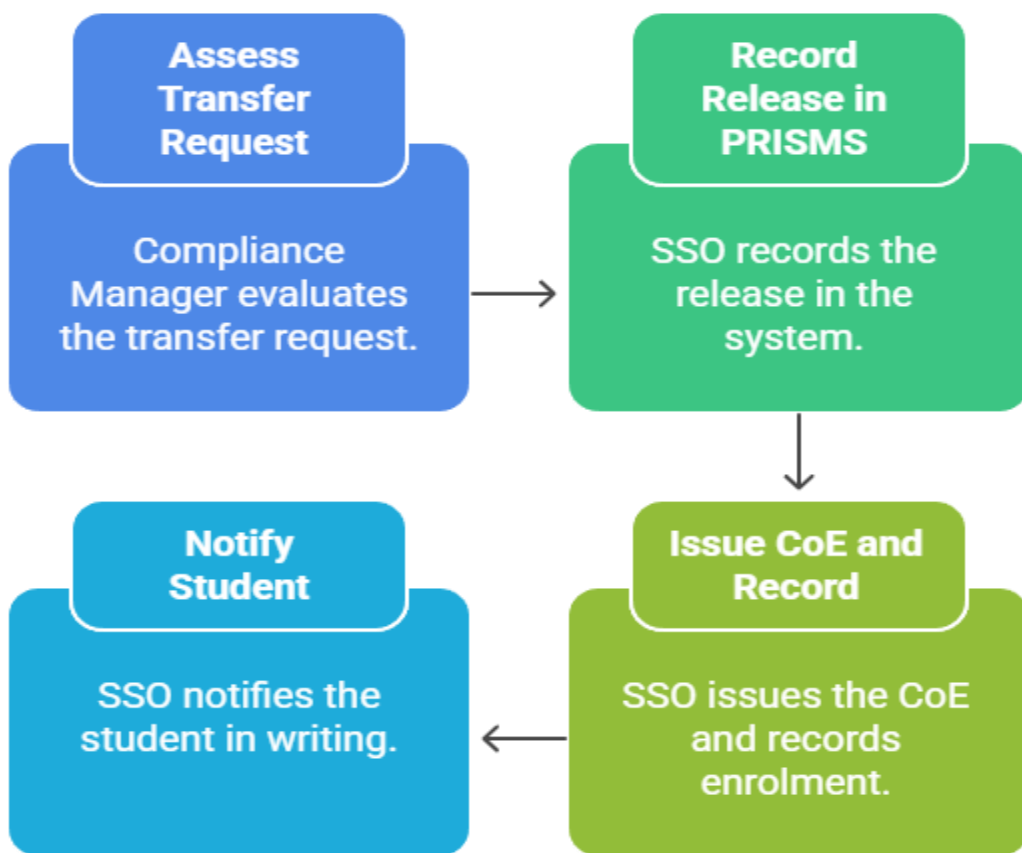 Assess
Transfer
Request
Compliance
Manager evaluates
the transfer request.
Record
Release in
PRISMS
SSO records the
release in the
system.
Issue CoE and
Record
SSO issues the CoE
and records
enrolment.
Notify
Student
SSO notifies the
student in writing.